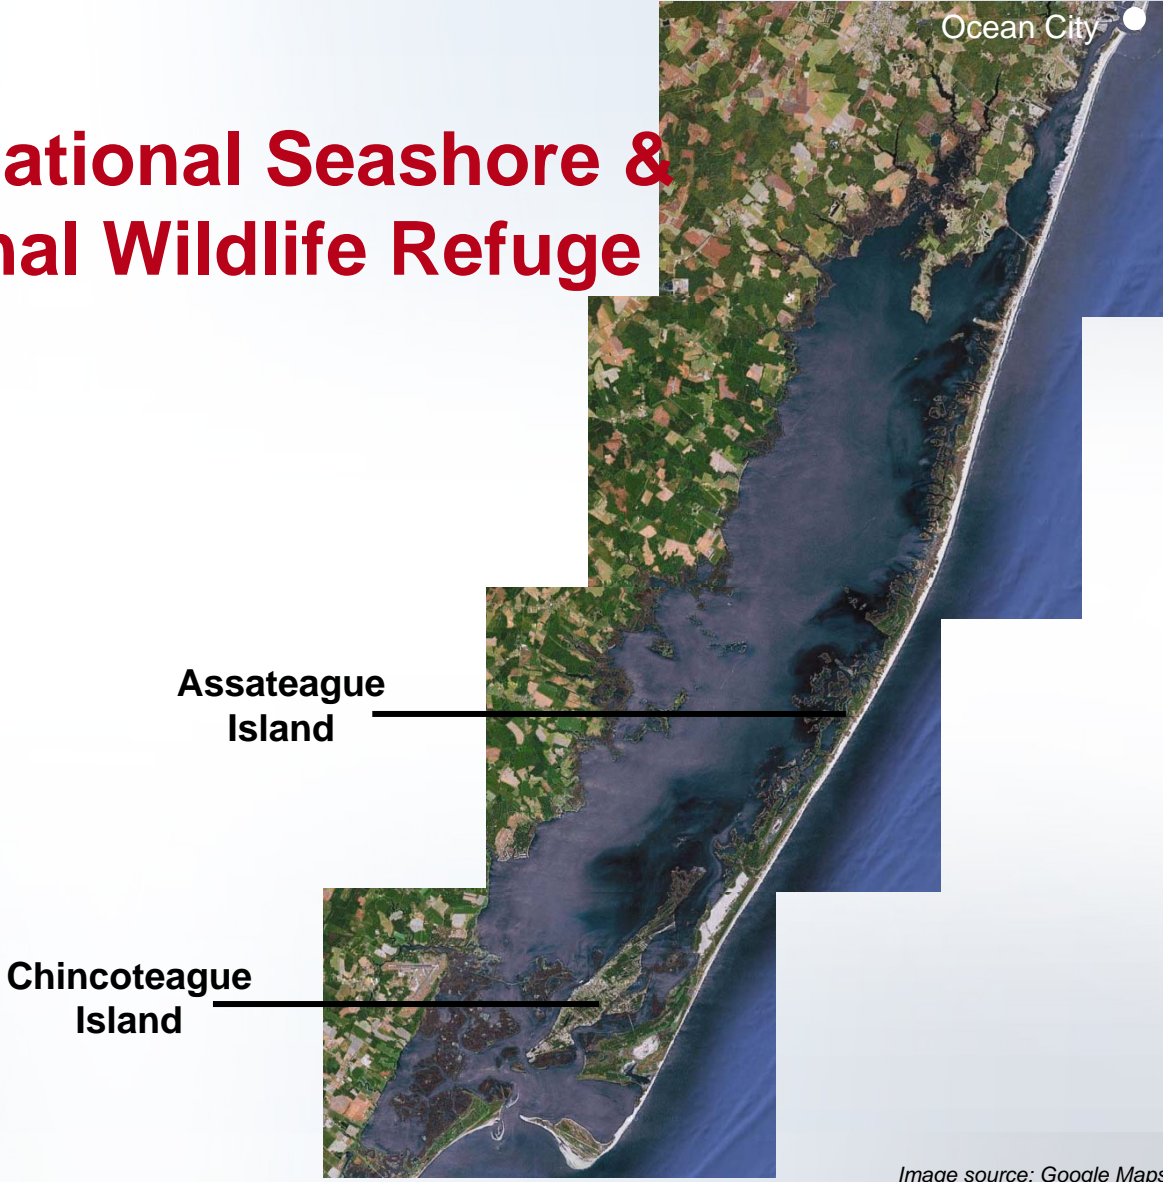 Ocean City
ational Seashore &
nal Wildlife Refuge
Assateague
Island
Chincoteague
Island
Image source: Google Maps